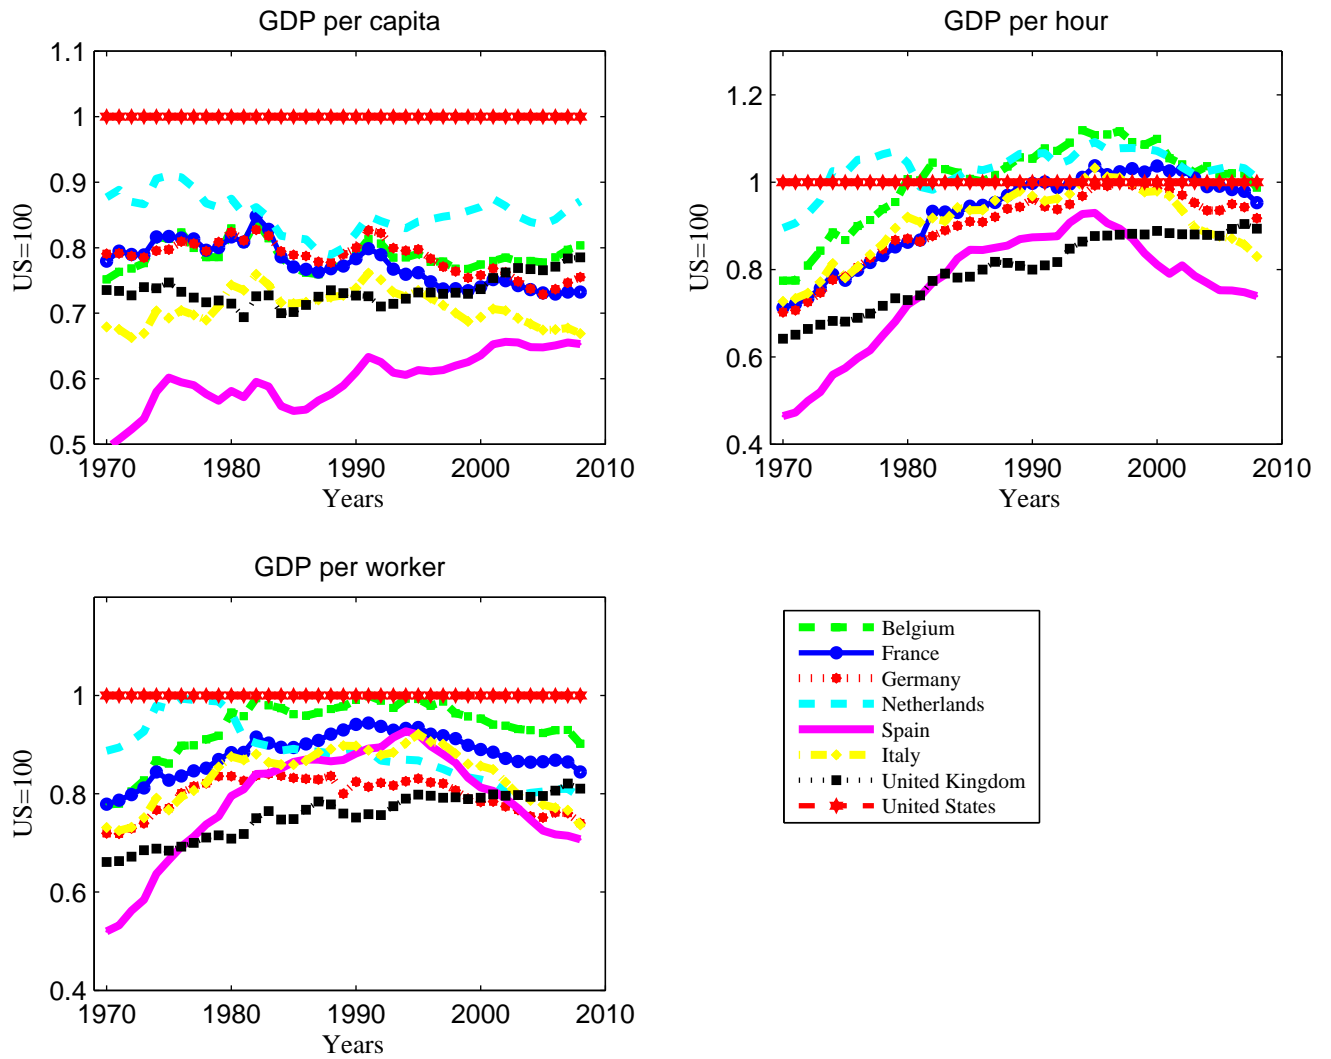 GDP per capita
1.1
1
0.9
0.8
0.7
0.6
0.5
US=100
1970 1980 1990 2000 2010
Years
GDP per hour
1.2
1
0.8
0.6
0.4
US=100
1970 1980 1990 2000 2010
Years
GDP per worker
1
0.8
0.6
0.4
US=100
1970 1980 1990 2000 2010
Years
Belgium
France
Germany
Netherlands
Spain
Italy
United Kingdom
United States